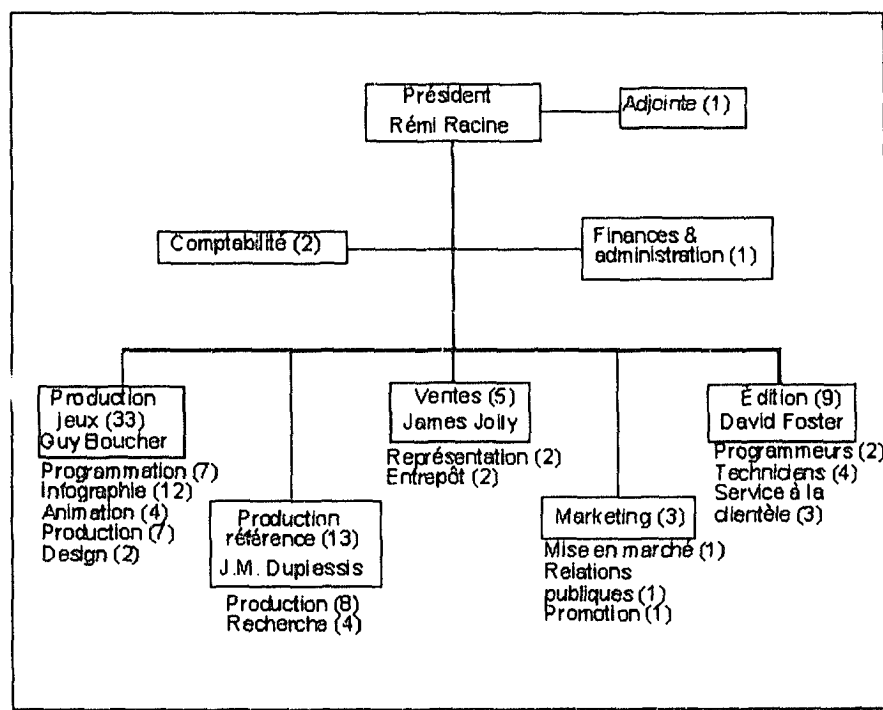 Président
Rémi Racine
Adjointe (1)
Comptabilité (2)
Finances &
administration (1)
Production
jeux (33)
Guy Boucher
Programmation (7)
Infographie (12)
Animation (4)
Production (7)
Design (2)
Production
référence (13)
J.M. Duplessis
Production (8)
Recherche (4)
Ventes (5)
James Jolly
Représentation (2)
Entrepôt (2)
Marketing (3)
Mise en marché (1)
Relations
publiques (1)
Promotion (1)
Édition (9)
David Foster
Programmeurs (2)
Techniciens (4)
Service à la
clientèle (3)